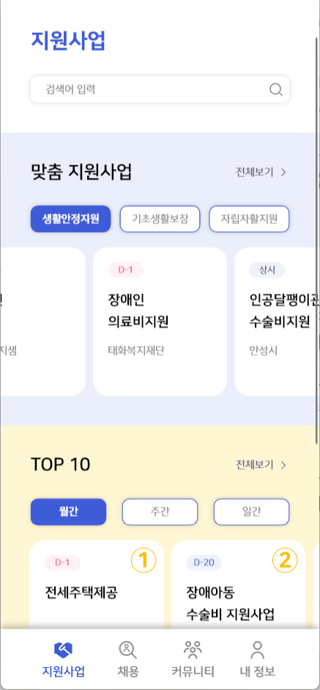 지원사업
검색어 입력
맞춤 지원사업
전체보기
생활안정지원
기초생활보장
자립자활지원
지샘
D-1
장애인
의료비지원
태화복지재단
상시
인공달팽이관
수술비지원
안성시
TOP 10
전체보기
월간
주간
일간
D-1
1
전세주택제공
D-20
2
장애아동
수술비 지원사업
지원사업
채용
커뮤니티
내 정보